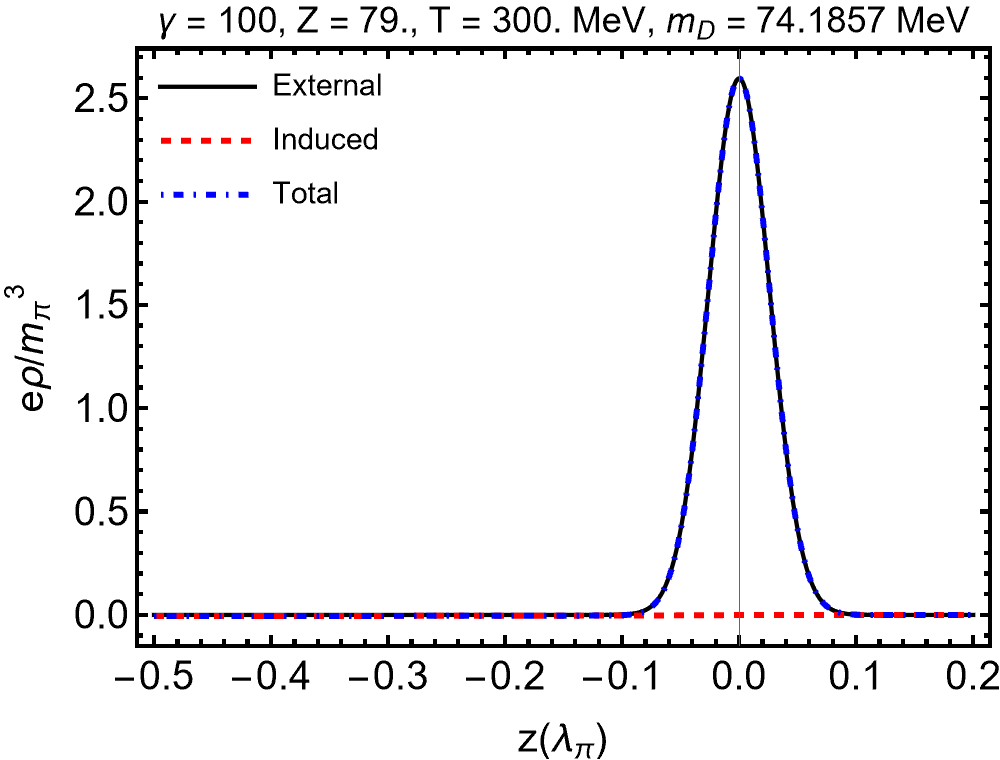 γ = 100, Z = 79., T = 300. MeV, m_D = 74.1857 MeV
External
Induced
Total
2.5
2.0
1.5
1.0
0.5
0.0
eρ/m_π^3
−0.5 −0.4 −0.3 −0.2 −0.1 0.0 0.1 0.2
z(λ_π)